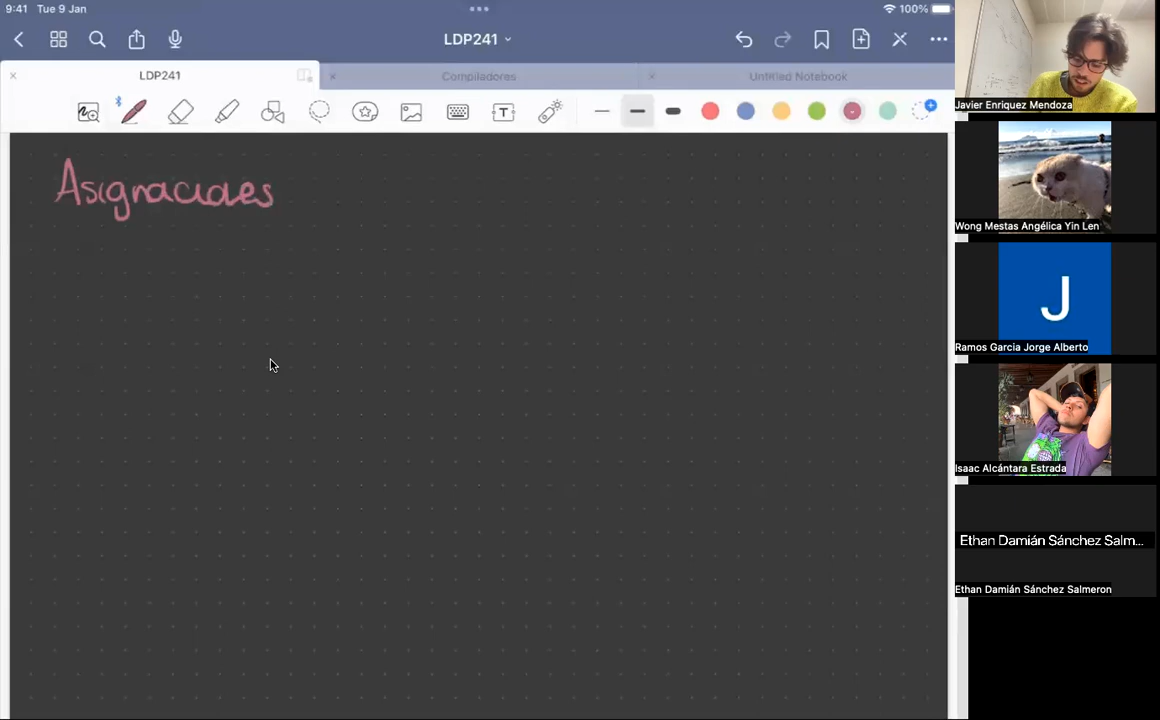 9:41 Tue 9 Jan
100%
LDP241
LDP241
Compiladores
Untitled Notebook
T
Asignaciones
Javier Enriquez Mendoza
Wong Mestas Angélica Yin Len
J
Ramos Garcia Jorge Alberto
Isaac Alcántara Estrada
Ethan Damián Sánchez Salm...
Ethan Damián Sánchez Salmeron